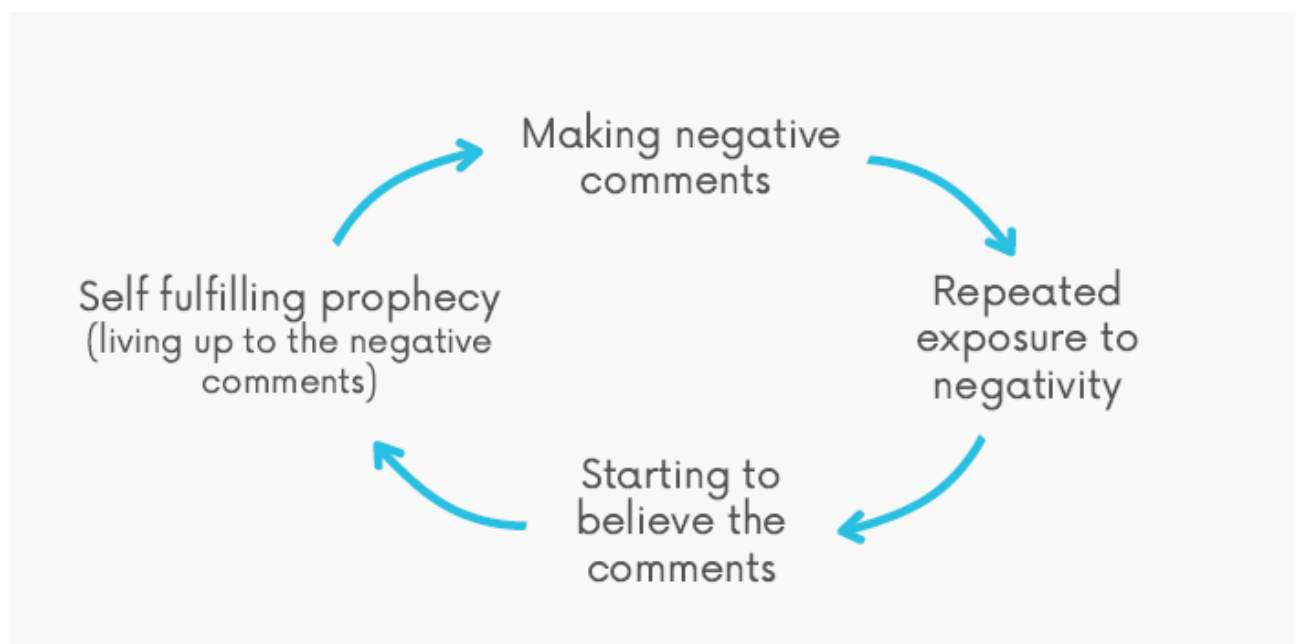 Making negative
comments
Repeated
exposure to
negativity
Starting to
believe the
comments
Self fulfilling prophecy
(living up to the negative
comments)